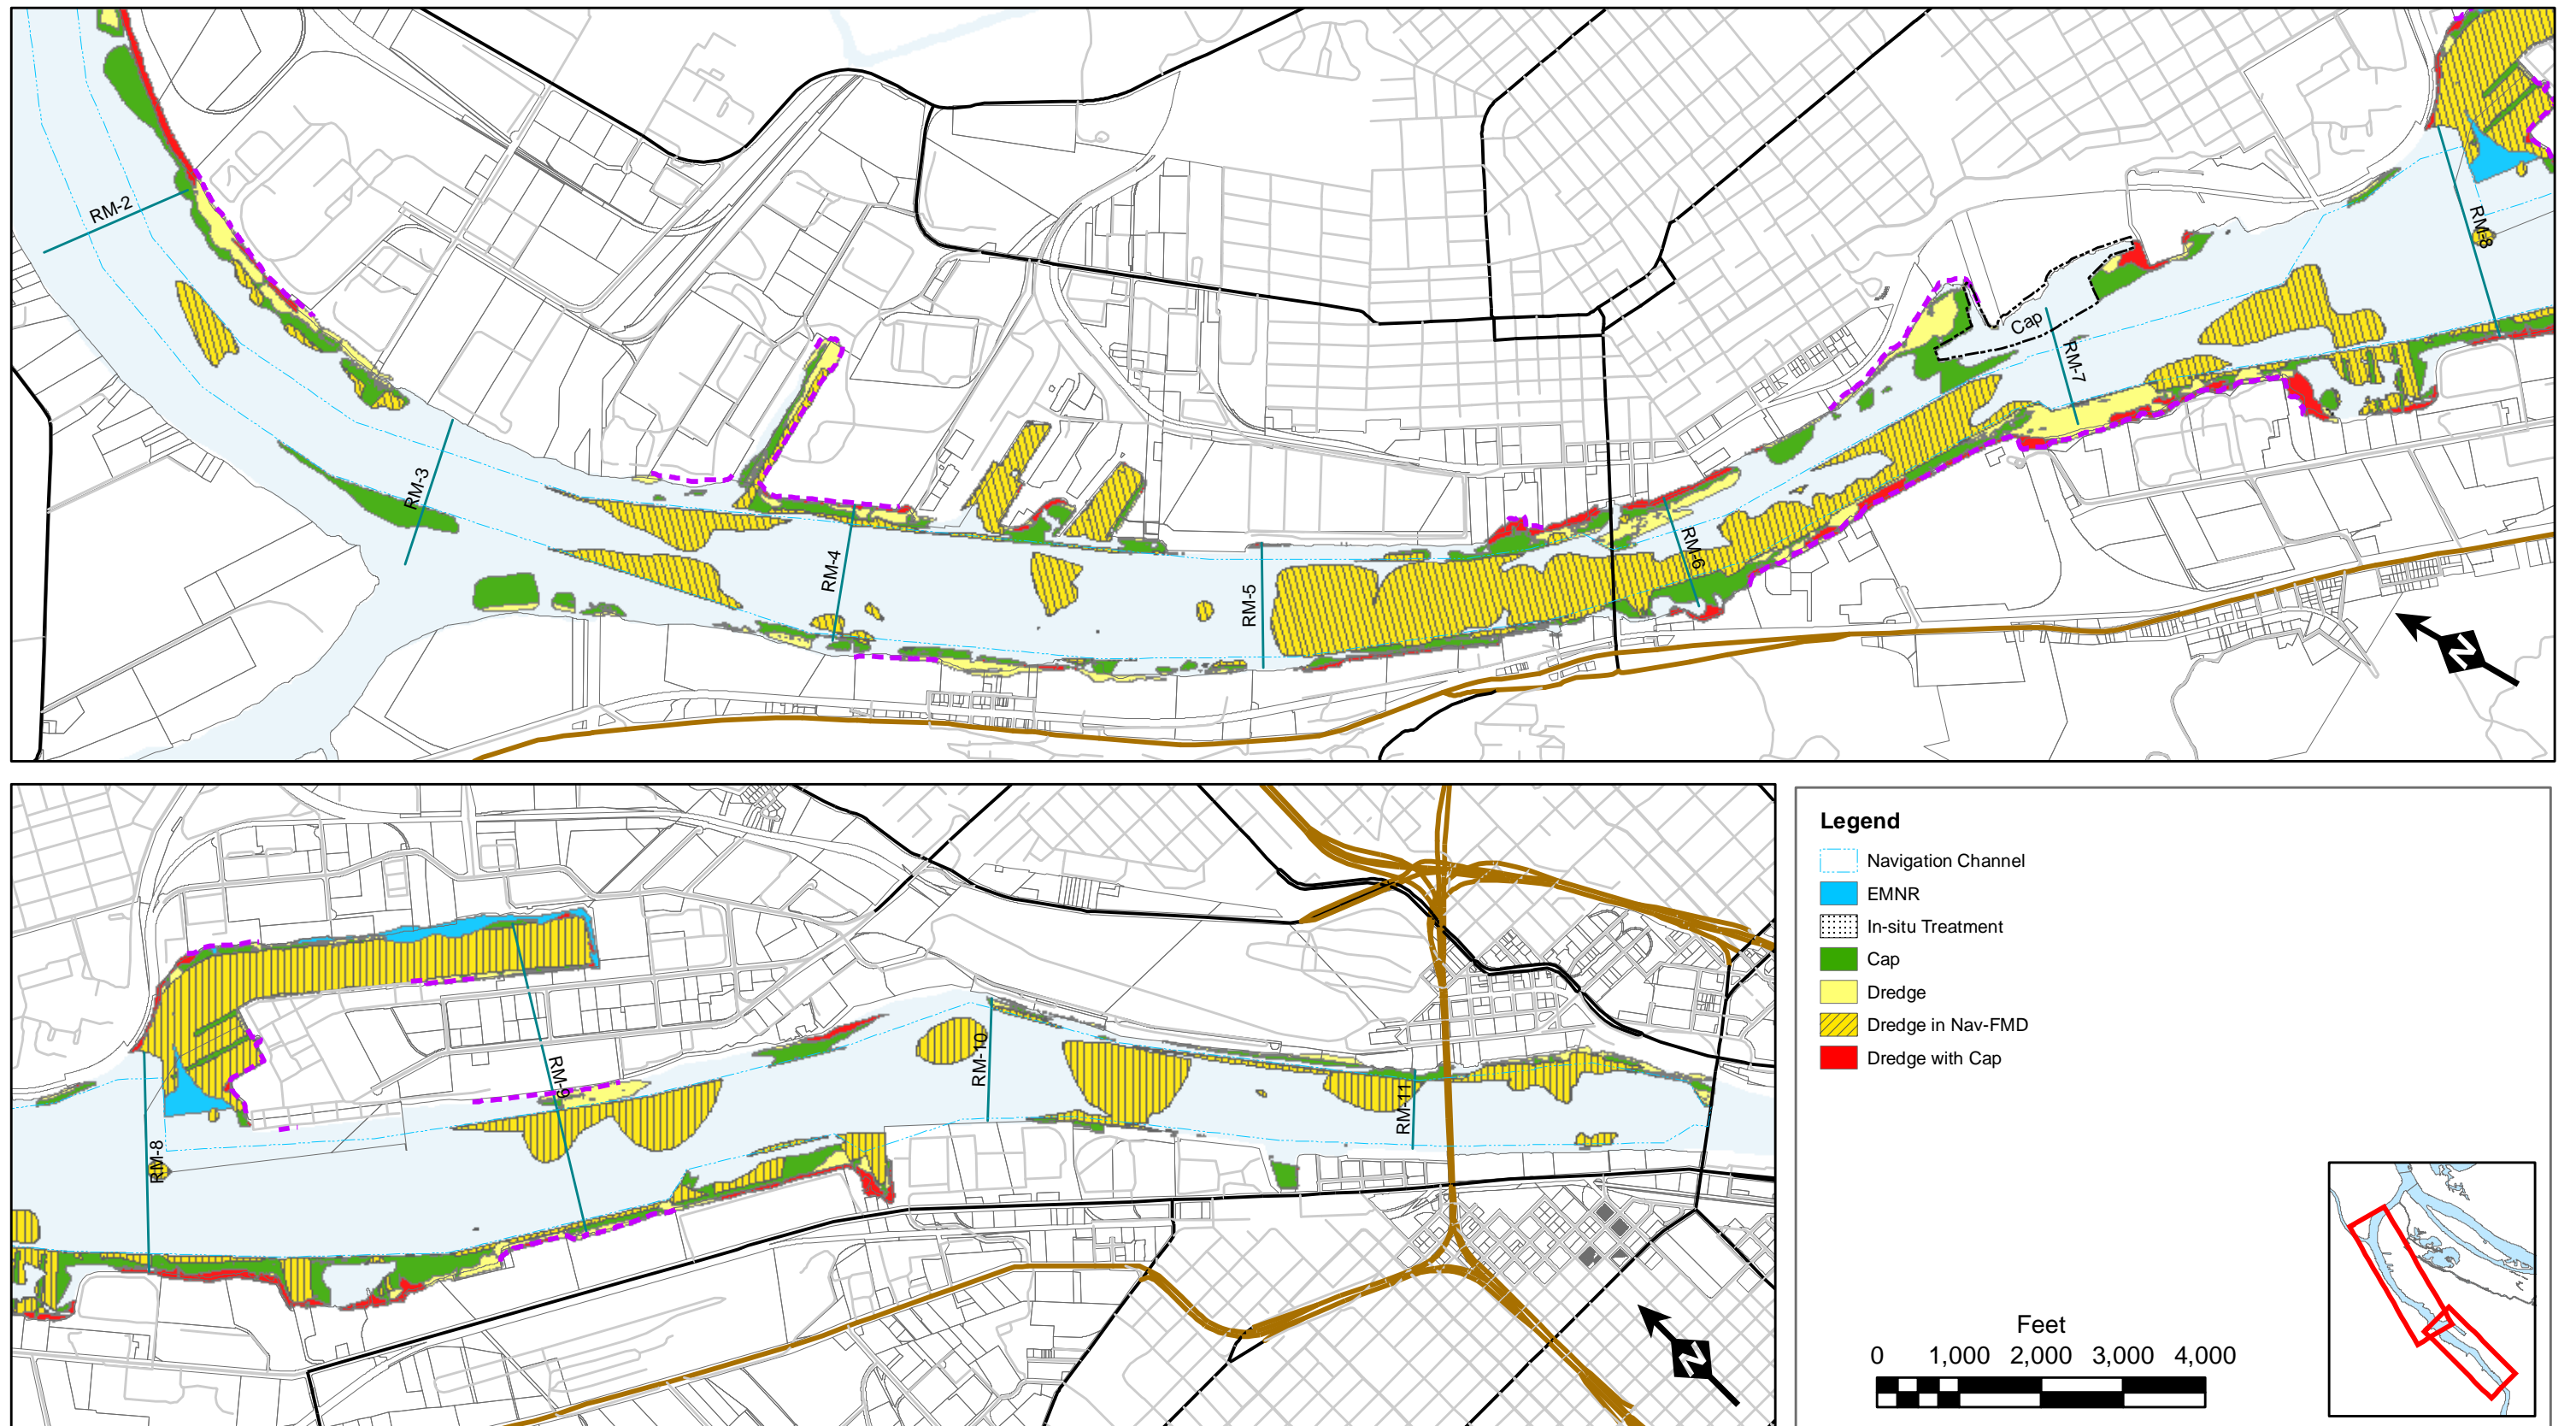 RM-2
RM-3
RM-4
RM-5
RM-6
Cap
RM-7
RM-8
N
RM-8
RM-9
RM-10
RM-11
N
Legend
Navigation Channel
EMNR
In-situ Treatment
Cap
Dredge
Dredge in Nav-FMD
Dredge with Cap
Feet
0 1,000 2,000 3,000 4,000